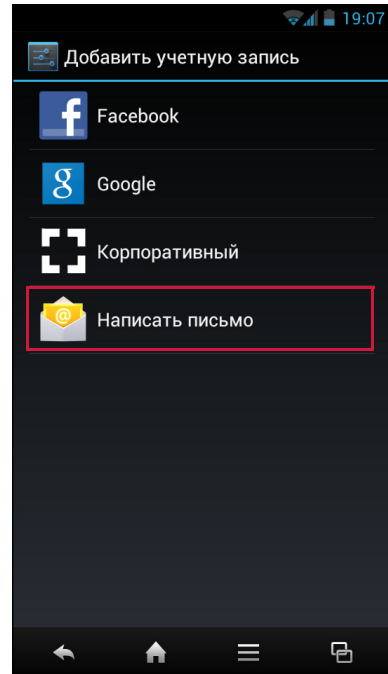 19:07
Добавить учетную запись
f
Facebook
g
Google
Корпоративный
@
Написать письмо